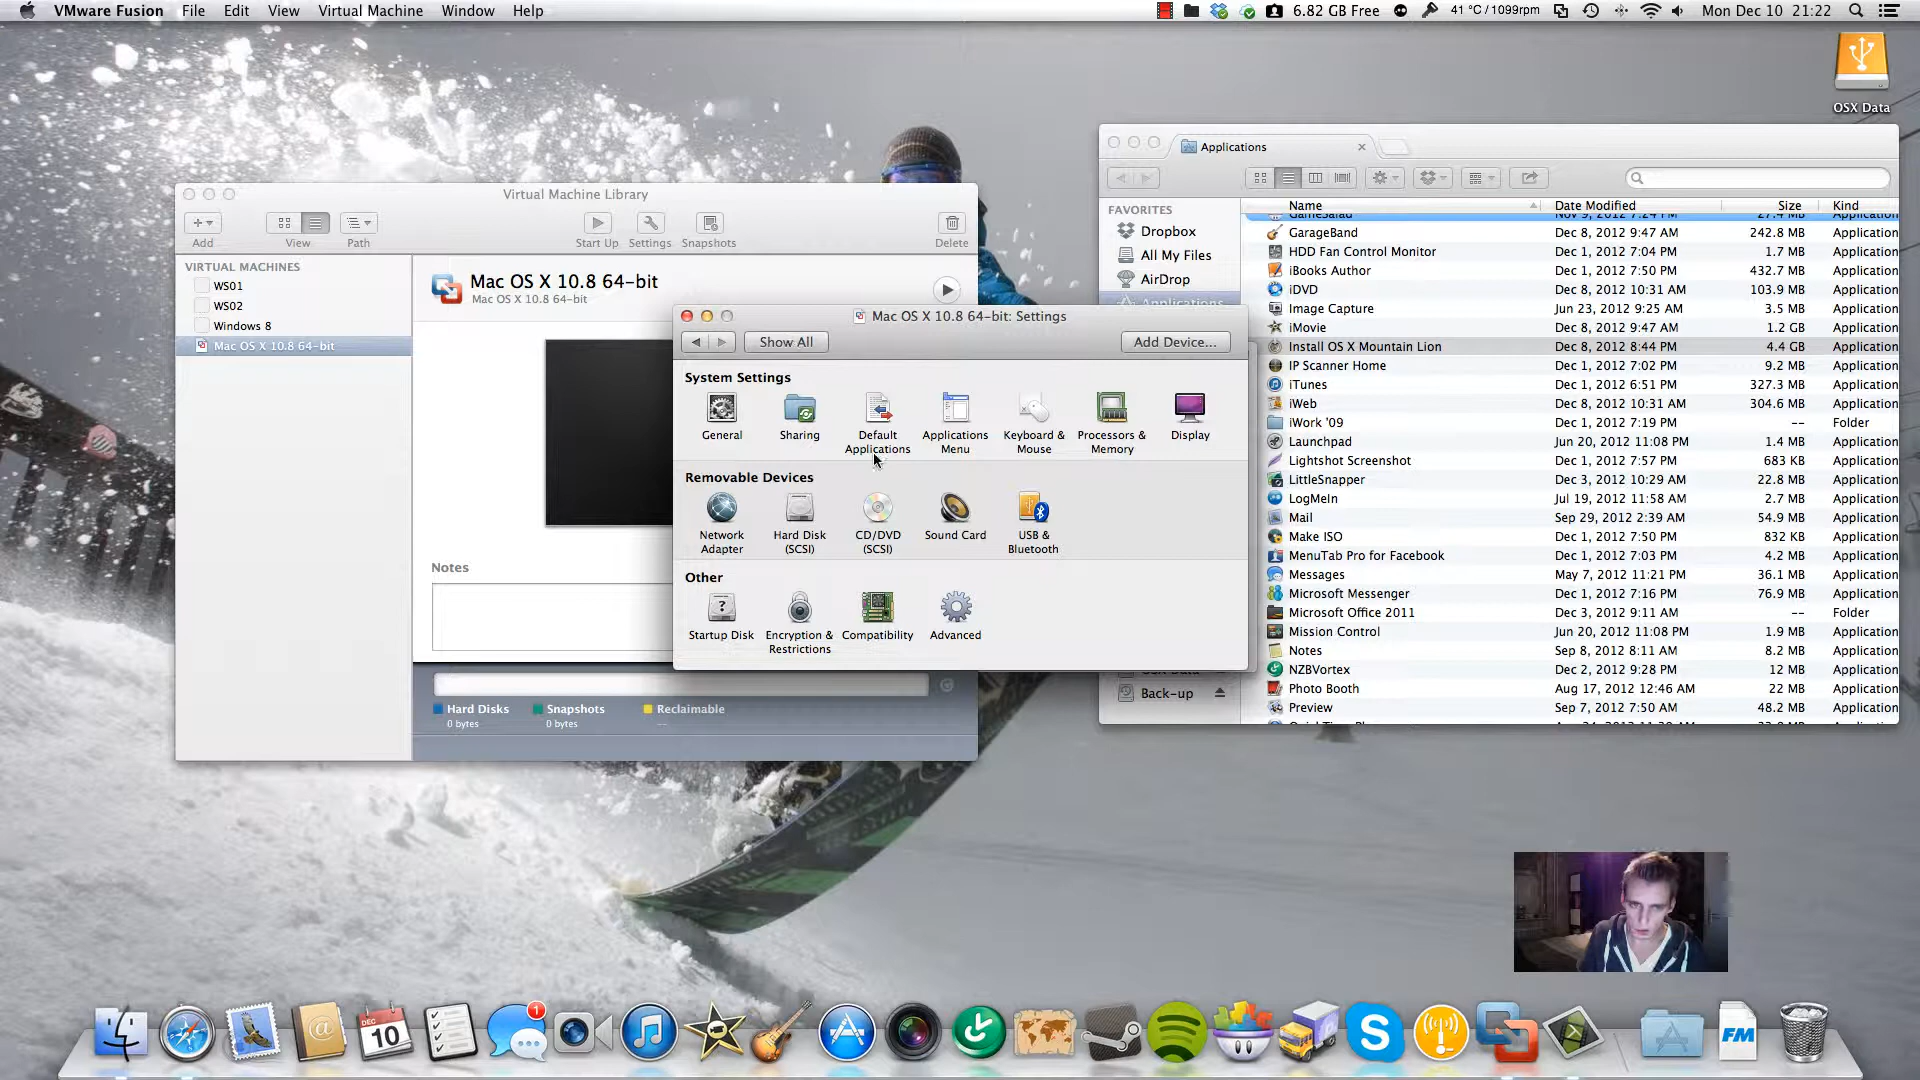 VMware Fusion File Edit View Virtual Machine Window Help
6.82 GB Free 41 °C / 1099rpm Mon Dec 10 21:22
OSX Data
Virtual Machine Library
Add View Path Start Up Settings Snapshots Delete
VIRTUAL MACHINES
WS01
WS02
Windows 8
Mac OS X 10.8 64-bit
Mac OS X 10.8 64-bit
Mac OS X 10.8 64-bit
Notes
Hard Disks Snapshots Reclaimable
0 bytes 0 bytes --
Mac OS X 10.8 64-bit: Settings
Show All Add Device...
System Settings
General Sharing Default Applications Applications Menu Keyboard & Mouse Processors & Memory Display
Removable Devices
Network Adapter Hard Disk (SCSI) CD/DVD (SCSI) Sound Card USB & Bluetooth
Other
Startup Disk Encryption & Restrictions Compatibility Advanced
Applications
FAVORITES
Dropbox
All My Files
AirDrop
Applications
Back-up
Name Date Modified Size Kind
GameSalad Nov 9, 2012 7:24 PM 27.4 MB Application
GarageBand Dec 8, 2012 9:47 AM 242.8 MB Application
HDD Fan Control Monitor Dec 1, 2012 7:04 PM 1.7 MB Application
iBooks Author Dec 1, 2012 7:50 PM 432.7 MB Application
iDVD Dec 8, 2012 10:31 AM 103.9 MB Application
Image Capture Jun 23, 2012 9:25 AM 3.5 MB Application
iMovie Dec 8, 2012 9:47 AM 1.2 GB Application
Install OS X Mountain Lion Dec 8, 2012 8:44 PM 4.4 GB Application
IP Scanner Home Dec 1, 2012 7:02 PM 9.2 MB Application
iTunes Dec 1, 2012 6:51 PM 327.3 MB Application
iWeb Dec 8, 2012 10:31 AM 304.6 MB Application
iWork '09 Dec 1, 2012 7:19 PM -- Folder
Launchpad Jun 20, 2012 11:08 PM 1.4 MB Application
Lightshot Screenshot Dec 1, 2012 7:57 PM 683 KB Application
LittleSnapper Dec 3, 2012 10:29 AM 22.8 MB Application
LogMeIn Jul 19, 2012 11:58 AM 2.7 MB Application
Mail Sep 29, 2012 2:39 AM 54.9 MB Application
Make ISO Dec 1, 2012 7:50 PM 832 KB Application
MenuTab Pro for Facebook Dec 1, 2012 7:03 PM 4.2 MB Application
Messages May 7, 2012 11:21 PM 36.1 MB Application
Microsoft Messenger Dec 1, 2012 7:16 PM 76.9 MB Application
Microsoft Office 2011 Dec 3, 2012 9:11 AM -- Folder
Mission Control Jun 20, 2012 11:08 PM 1.9 MB Application
Notes Sep 8, 2012 8:11 AM 8.2 MB Application
NZBVortex Dec 2, 2012 9:28 PM 12 MB Application
Photo Booth Aug 17, 2012 12:46 AM 22 MB Application
Preview Sep 7, 2012 7:50 AM 48.2 MB Application
DEC
10
1
FM